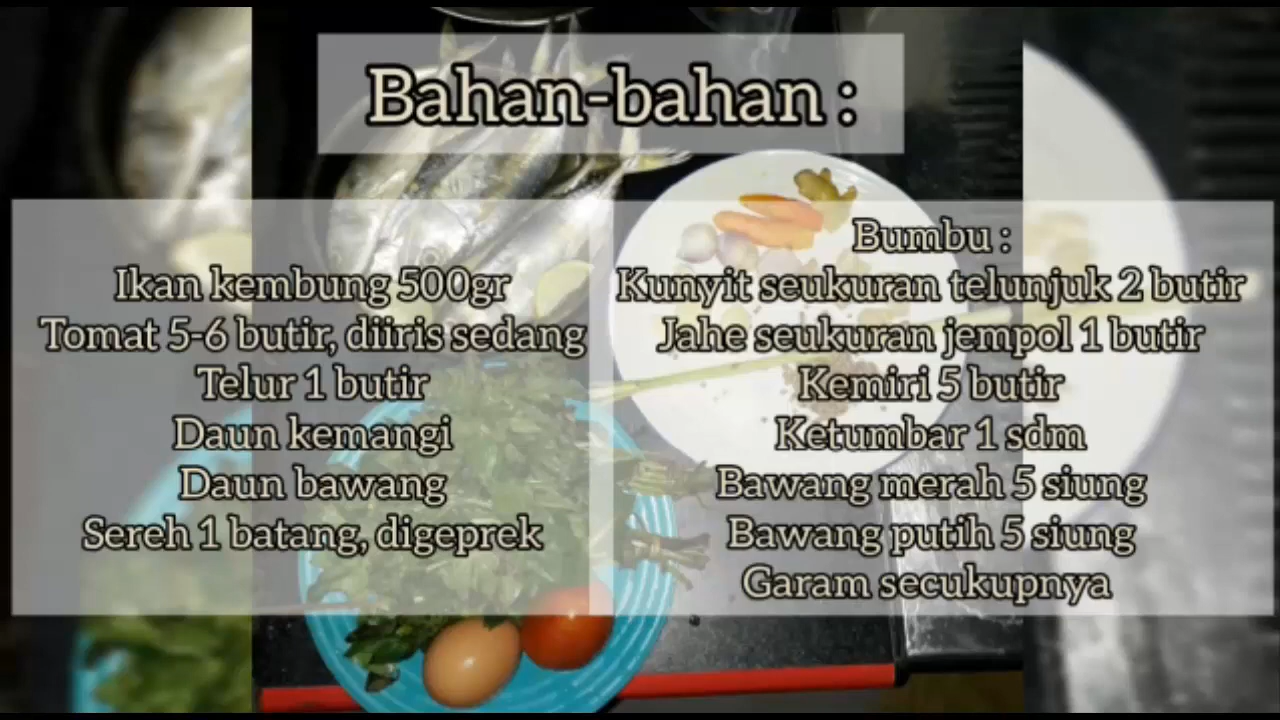 Bahan-bahan :
Ikan kembung 500gr
Tomat 5-6 butir, diiris sedang
Telur 1 butir
Daun kemangi
Daun bawang
Sereh 1 batang, digeprek
Bumbu :
Kunyit seukuran telunjuk 2 butir
Jahe seukuran jempol 1 butir
Kemiri 5 butir
Ketumbar 1 sdm
Bawang merah 5 siung
Bawang putih 5 siung
Garam secukupnya